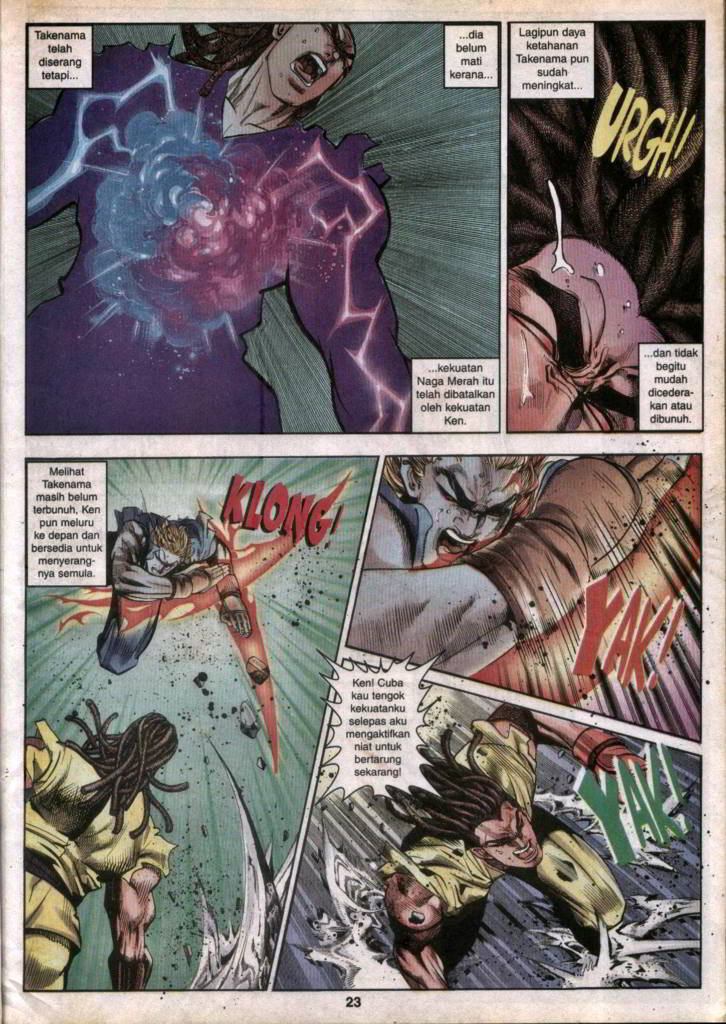 Takenama
telah
diserang
tetapi...
...dia
belum
mati
kerana...
...kekuatan
Naga Merah itu
telah dibatalkan
oleh kekuatan
Ken.
Lagipun daya
ketahanan
Takenama pun
sudah
meningkat...
URGH!
...dan tidak
begitu
mudah
dicedera-
kan atau
dibunuh.
Melihat
Takenama
masih belum
terbunuh, Ken
pun meluru
ke depan dan
bersedia untuk
menyerang-
nya semula.
KLONG!
YAK!
Ken! Cuba
kau tengok
kekuatanku
selepas aku
mengaktifkan
niat untuk
bertarung
sekarang!
YAK!
23